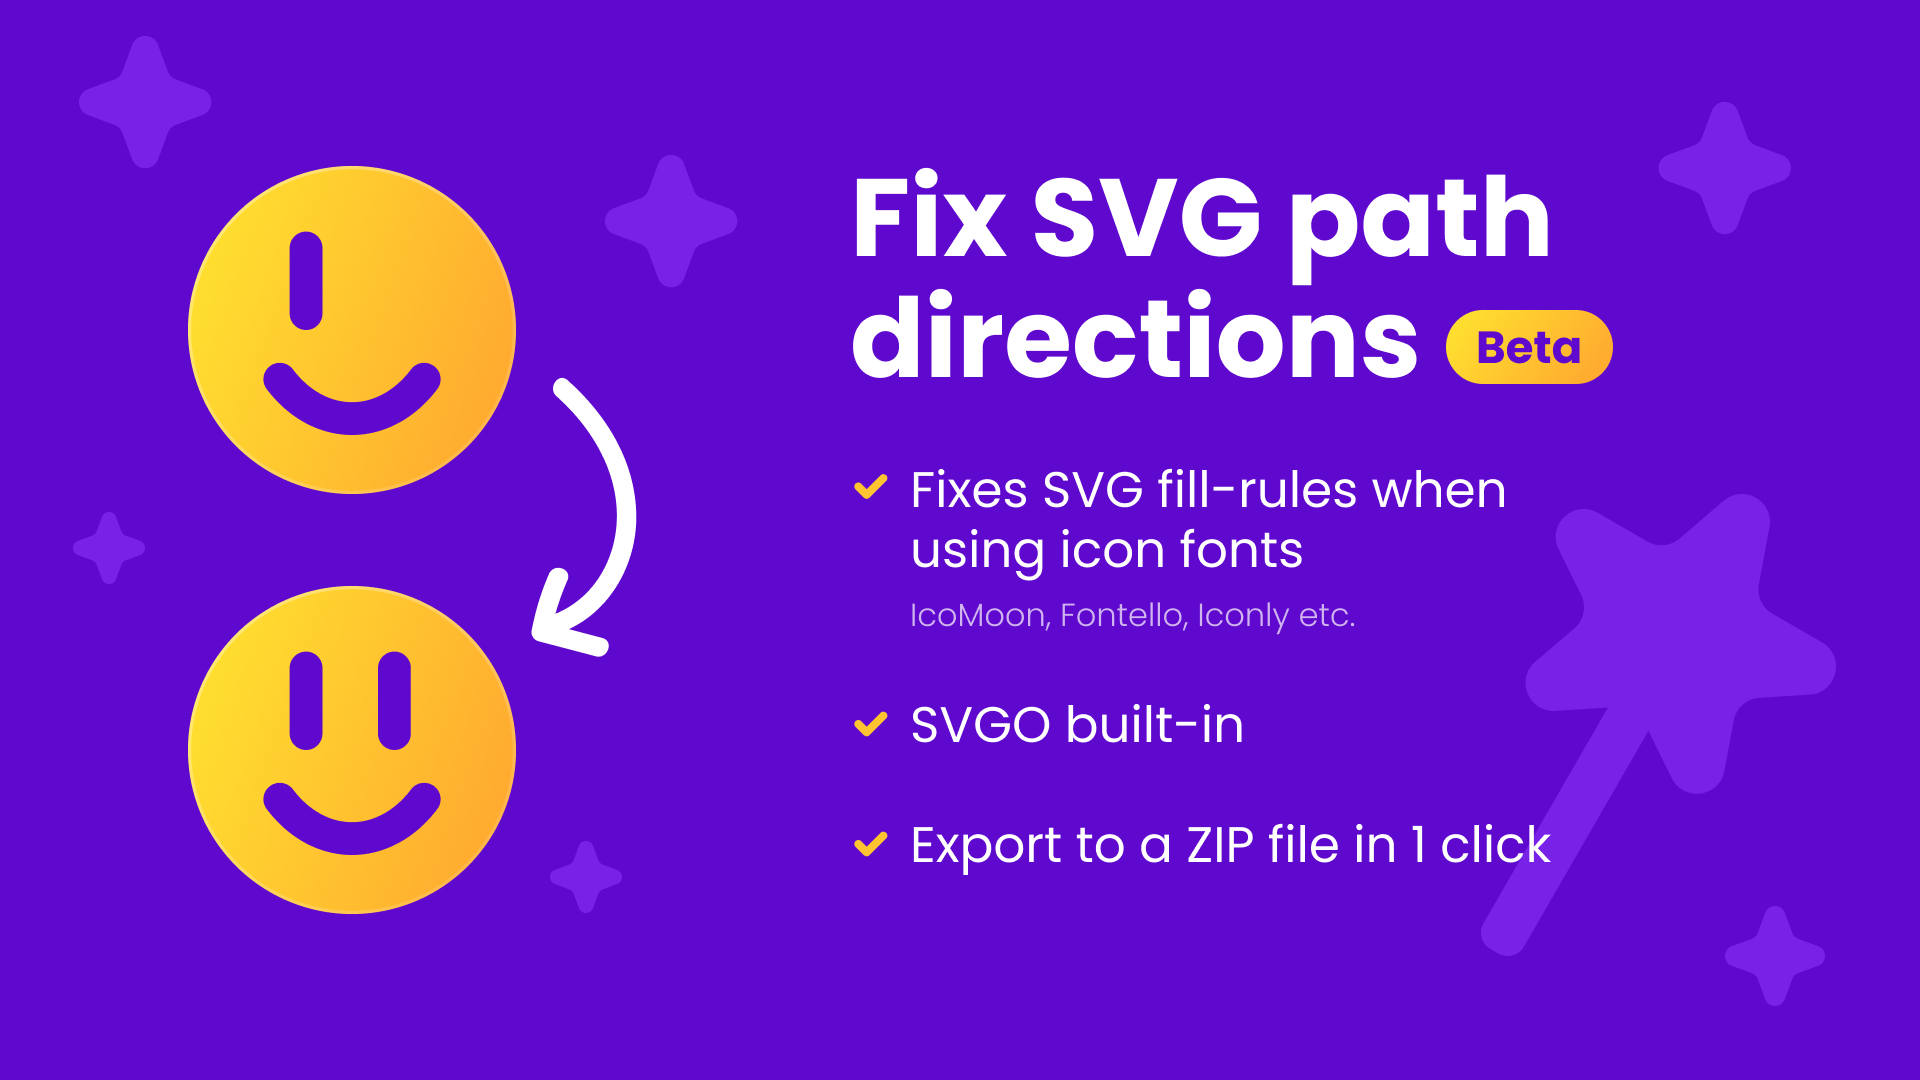 Fix SVG path
directions Beta
Fixes SVG fill-rules when
using icon fonts
IcoMoon, Fontello, Iconly etc.
SVGO built-in
Export to a ZIP file in 1 click